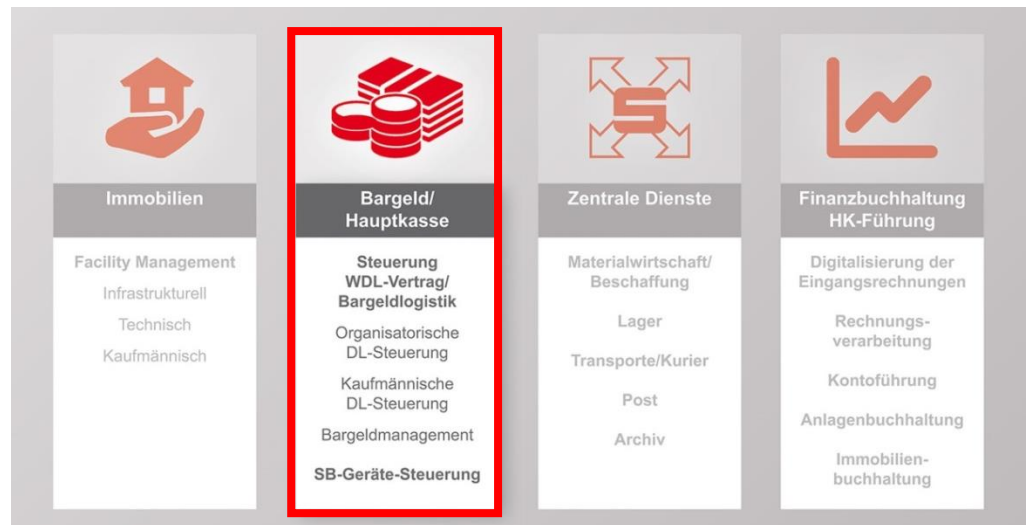 Immobilien
Facility Management
Infrastrukturell
Technisch
Kaufmännisch
Bargeld/
Hauptkasse
Steuerung
WDL-Vertrag/
Bargeldlogistik
Organisatorische
DL-Steuerung
Kaufmännische
DL-Steuerung
Bargeldmanagement
SB-Geräte-Steuerung
S
Zentrale Dienste
Materialwirtschaft/
Beschaffung
Lager
Transporte/Kurier
Post
Archiv
Finanzbuchhaltung
HK-Führung
Digitalisierung der
Eingangsrechnungen
Rechnungs-
verarbeitung
Kontoführung
Anlagenbuchhaltung
Immobilien-
buchhaltung